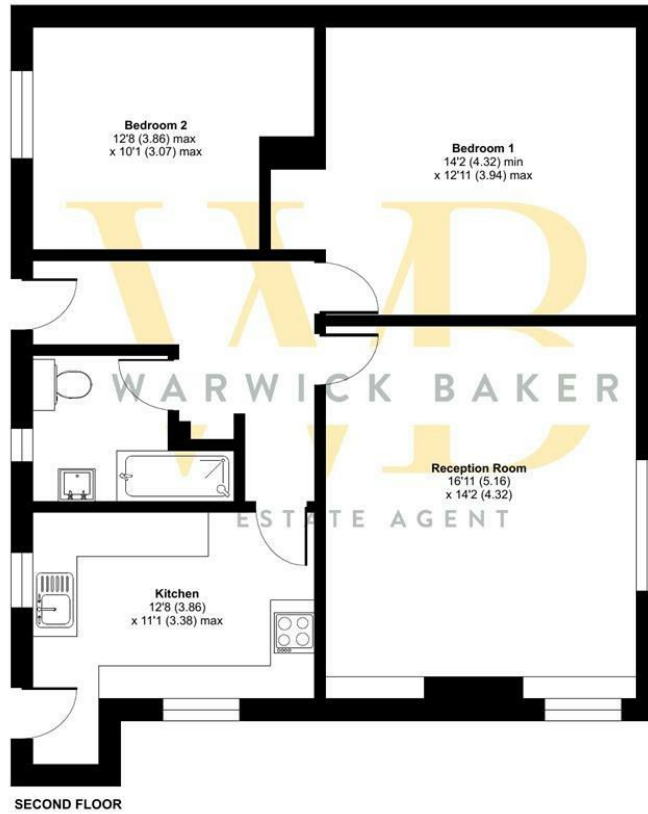 Bedroom 2
12'8 (3.86) max
x 10'1 (3.07) max
Bedroom 1
14'2 (4.32) min
x 12'11 (3.94) max
WB
WARWICK BAKER
ESTATE AGENT
Reception Room
16'11 (5.16)
x 14'2 (4.32)
Kitchen
12'8 (3.86)
x 11'1 (3.38) max
SECOND FLOOR